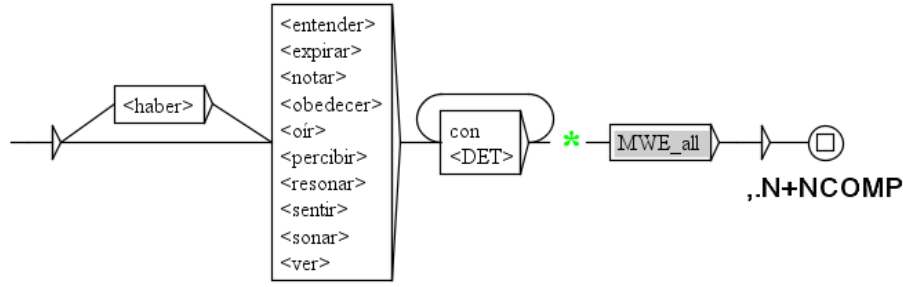 <haber>
<entender>
<expirar>
<notar>
<obedecer>
<oír>
<percibir>
<resonar>
<sentir>
<sonar>
<ver>
con
<DET>
*
MWE_all
,.N+NCOMP